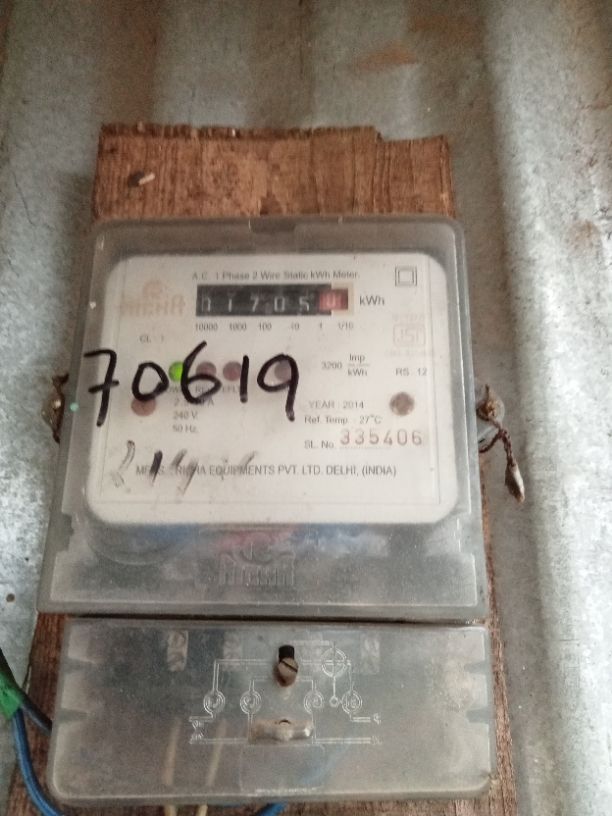 A.C. 1 Phase 2 Wire Static kWh Meter.
01705 kWh
10000 1000 100 10 1 1/10
CL. 1
3200 Imp/kWh RS. 12
70619
240 V.
50 Hz.
YEARː 2014
Ref. Temp.: 27°C
SL. No. 335406
EQUIPMENTS PVT. LTD. DELHI, (INDIA)